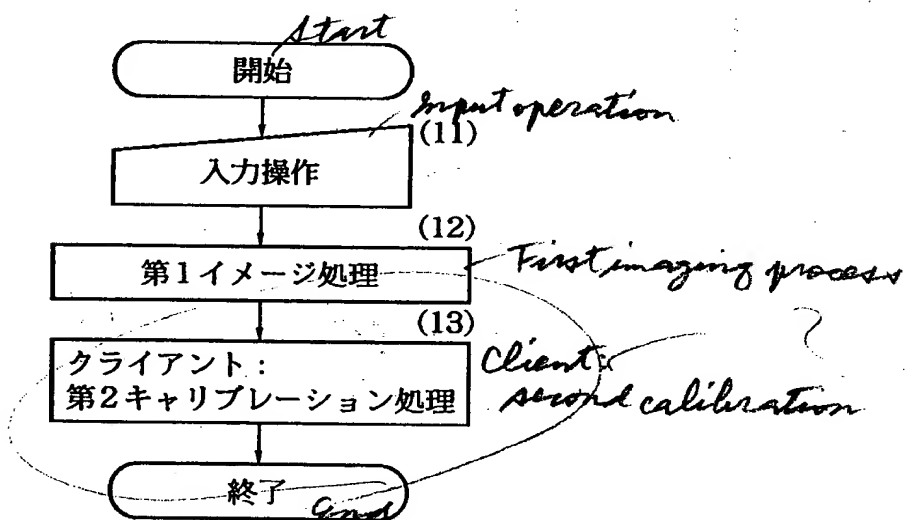 Start
開始
Input operation
(11)
入力操作
(12)
第1イメージ処理
First imaging process
(13)
?
クライアント:
第2キャリブレーション処理
Client:
second calibration
終了
End